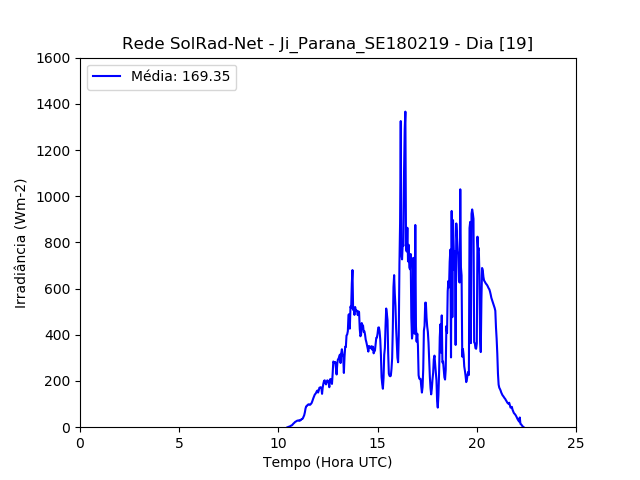 Rede SolRad-Net - Ji_Parana_SE180219 - Dia [19]
Média: 169.35
Irradiância (Wm-2)
1600
1400
1200
1000
800
600
400
200
0
0 5 10 15 20 25
Tempo (Hora UTC)